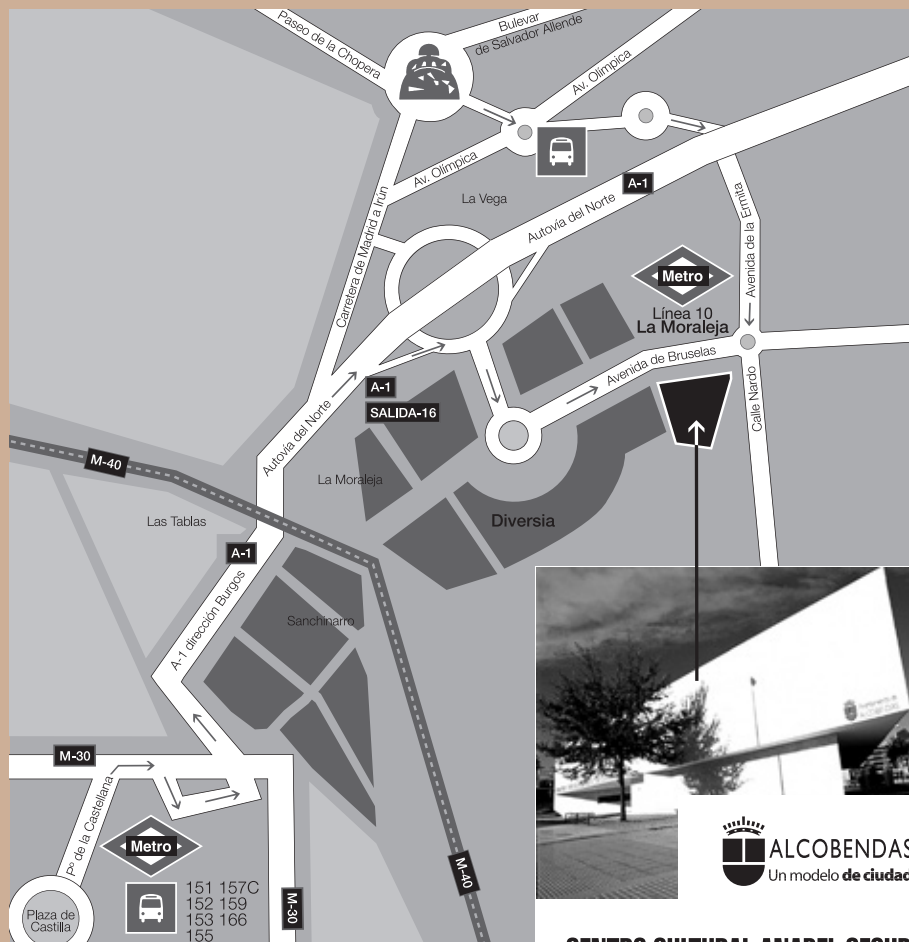 Paseo de la Chopera
Bulevar
de Salvador Allende
Av. Olímpica
Av. Olímpica
La Vega
A-1
Autovía del Norte
Carretera de Madrid a Irún
Avenida de la Ermita
Metro
Línea 10
La Moraleja
Avenida de Bruselas
Calle Nardo
A-1
SALIDA-16
Autovía del Norte
M-40
La Moraleja
Las Tablas
Diversia
A-1
A-1 dirección Burgos
Sanchinarro
M-30
Pº de la Castellana
Metro
151 157C
152 159
153 166
155
Plaza de
Castilla
M-30
M-40
ALCOBENDAS
Un modelo de ciudad